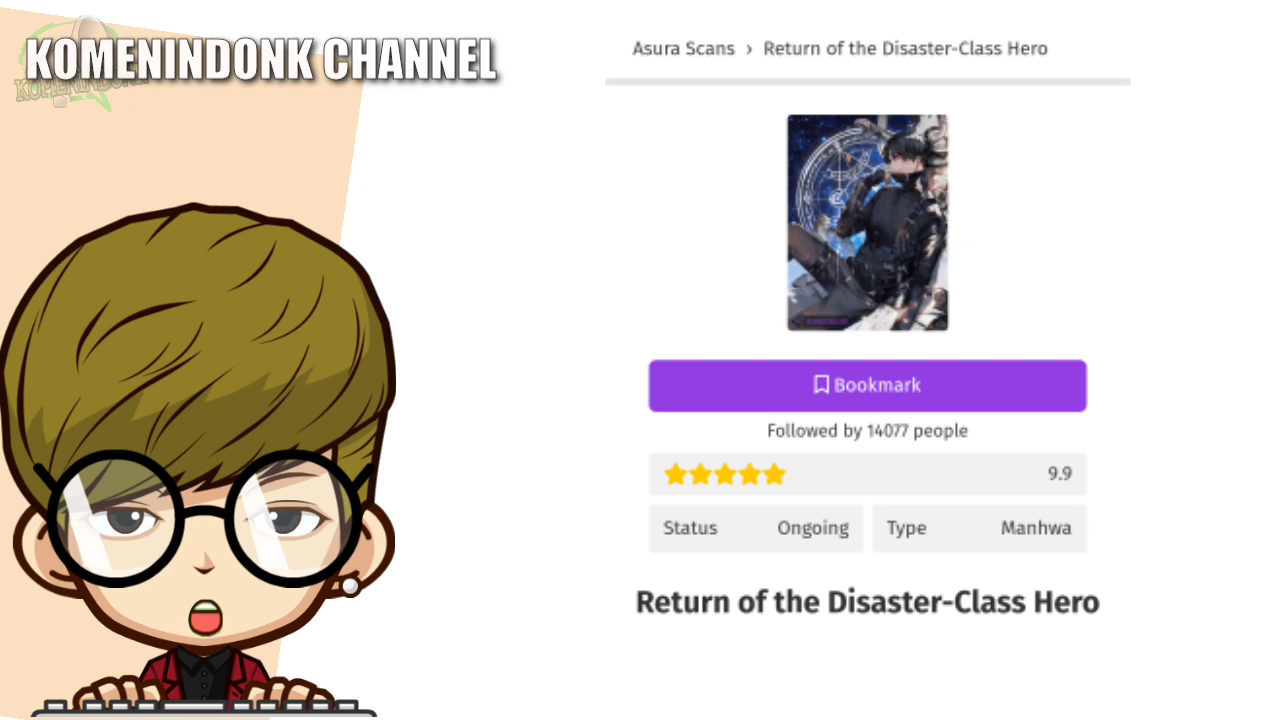 KOMENINDONK CHANNEL
KOMENINDONK
Asura Scans › Return of the Disaster-Class Hero
Bookmark
Followed by 14077 people
9.9
Status Ongoing Type Manhwa
Return of the Disaster-Class Hero